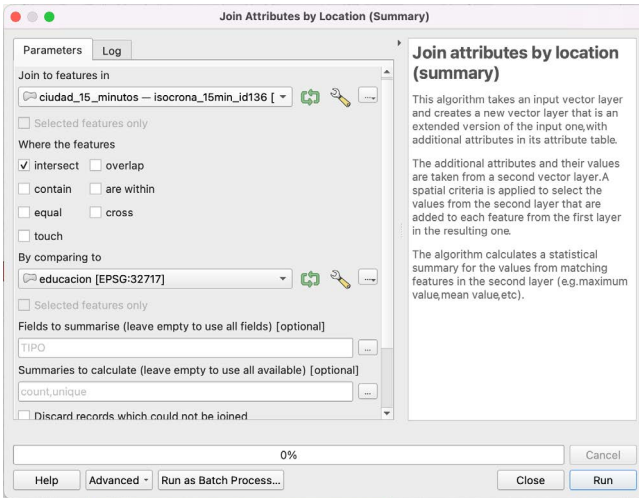 Join Attributes by Location (Summary)
Parameters
Log
Join to features in
ciudad_15_minutos — isocrona_15min_id136 [
...
Selected features only
Where the features
intersect
overlap
contain
are within
equal
cross
touch
By comparing to
educacion [EPSG:32717]
...
Selected features only
Fields to summarise (leave empty to use all fields) [optional]
TIPO
...
Summaries to calculate (leave empty to use all available) [optional]
count,unique
...
Discard records which could not be joined
Join attributes by location
(summary)
This algorithm takes an input vector layer
and creates a new vector layer that is an
extended version of the input one,with
additional attributes in its attribute table.
The additional attributes and their values
are taken from a second vector layer.A
spatial criteria is applied to select the
values from the second layer that are
added to each feature from the first layer
in the resulting one.
The algorithm calculates a statistical
summary for the values from matching
features in the second layer (e.g.maximum
value,mean value,etc).
0%
Cancel
Help
Advanced
Run as Batch Process...
Close
Run